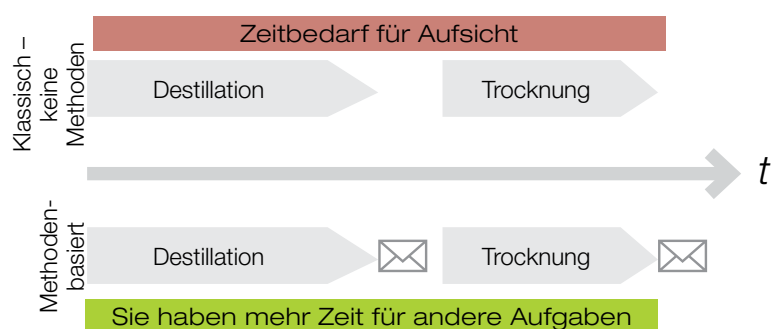 Zeitbedarf für Aufsicht
Klassisch –
keine
Methoden
Destillation
Trocknung
t
Methoden-
basiert
Destillation
Trocknung
Sie haben mehr Zeit für andere Aufgaben